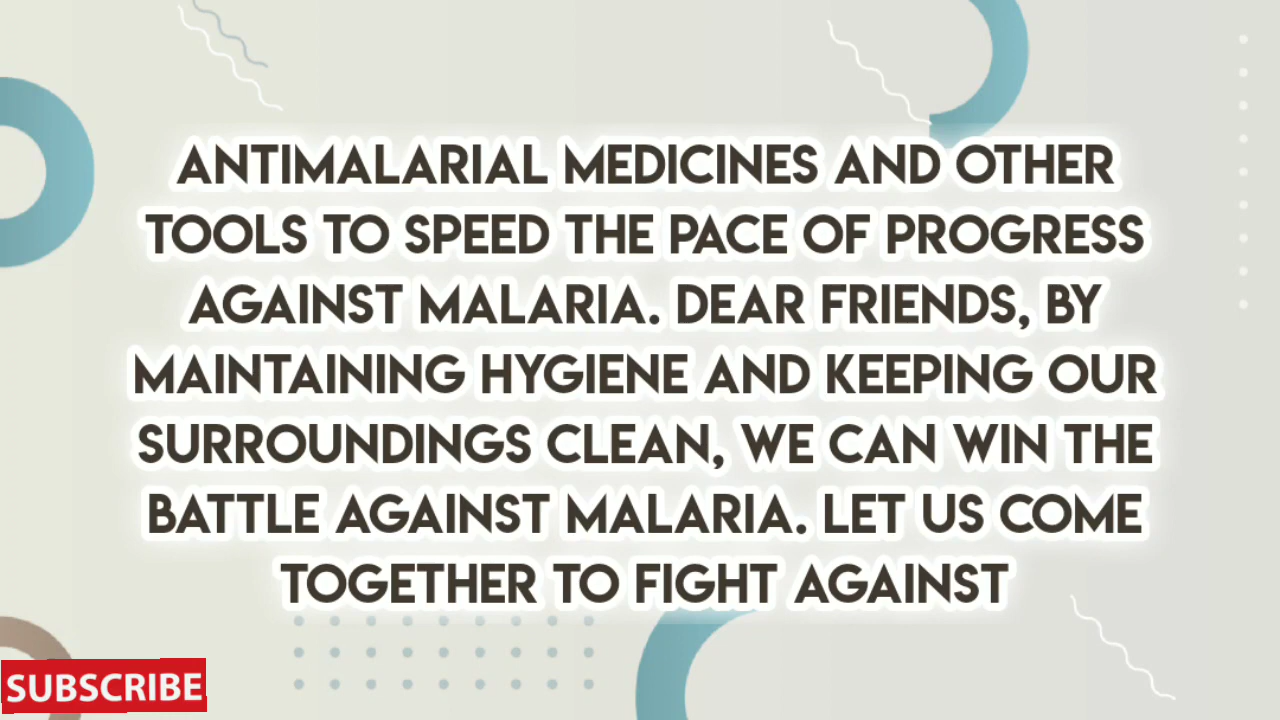 ANTIMALARIAL MEDICINES AND OTHER
TOOLS TO SPEED THE PACE OF PROGRESS
AGAINST MALARIA. DEAR FRIENDS, BY
MAINTAINING HYGIENE AND KEEPING OUR
SURROUNDINGS CLEAN, WE CAN WIN THE
BATTLE AGAINST MALARIA. LET US COME
TOGETHER TO FIGHT AGAINST
SUBSCRIBE